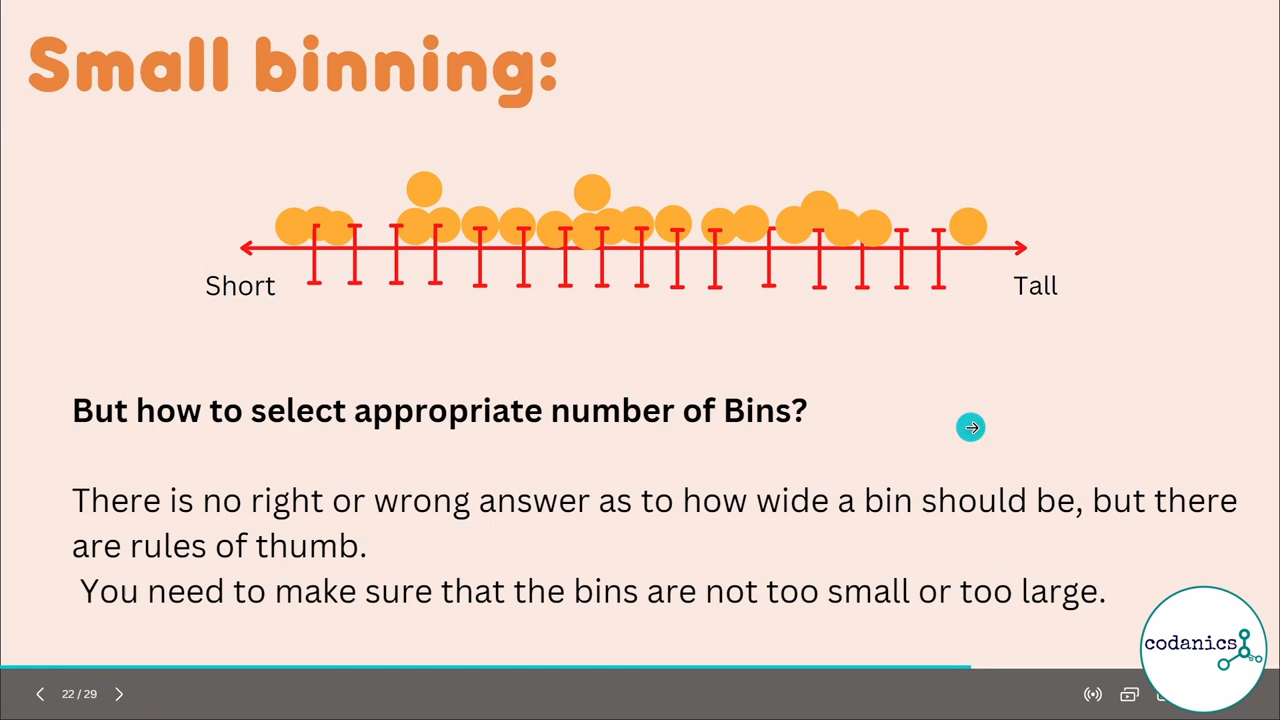 Small binning:
Short
Tall
But how to select appropriate number of Bins?
There is no right or wrong answer as to how wide a bin should be, but there
are rules of thumb.
You need to make sure that the bins are not too small or too large.
codanics
22 / 29